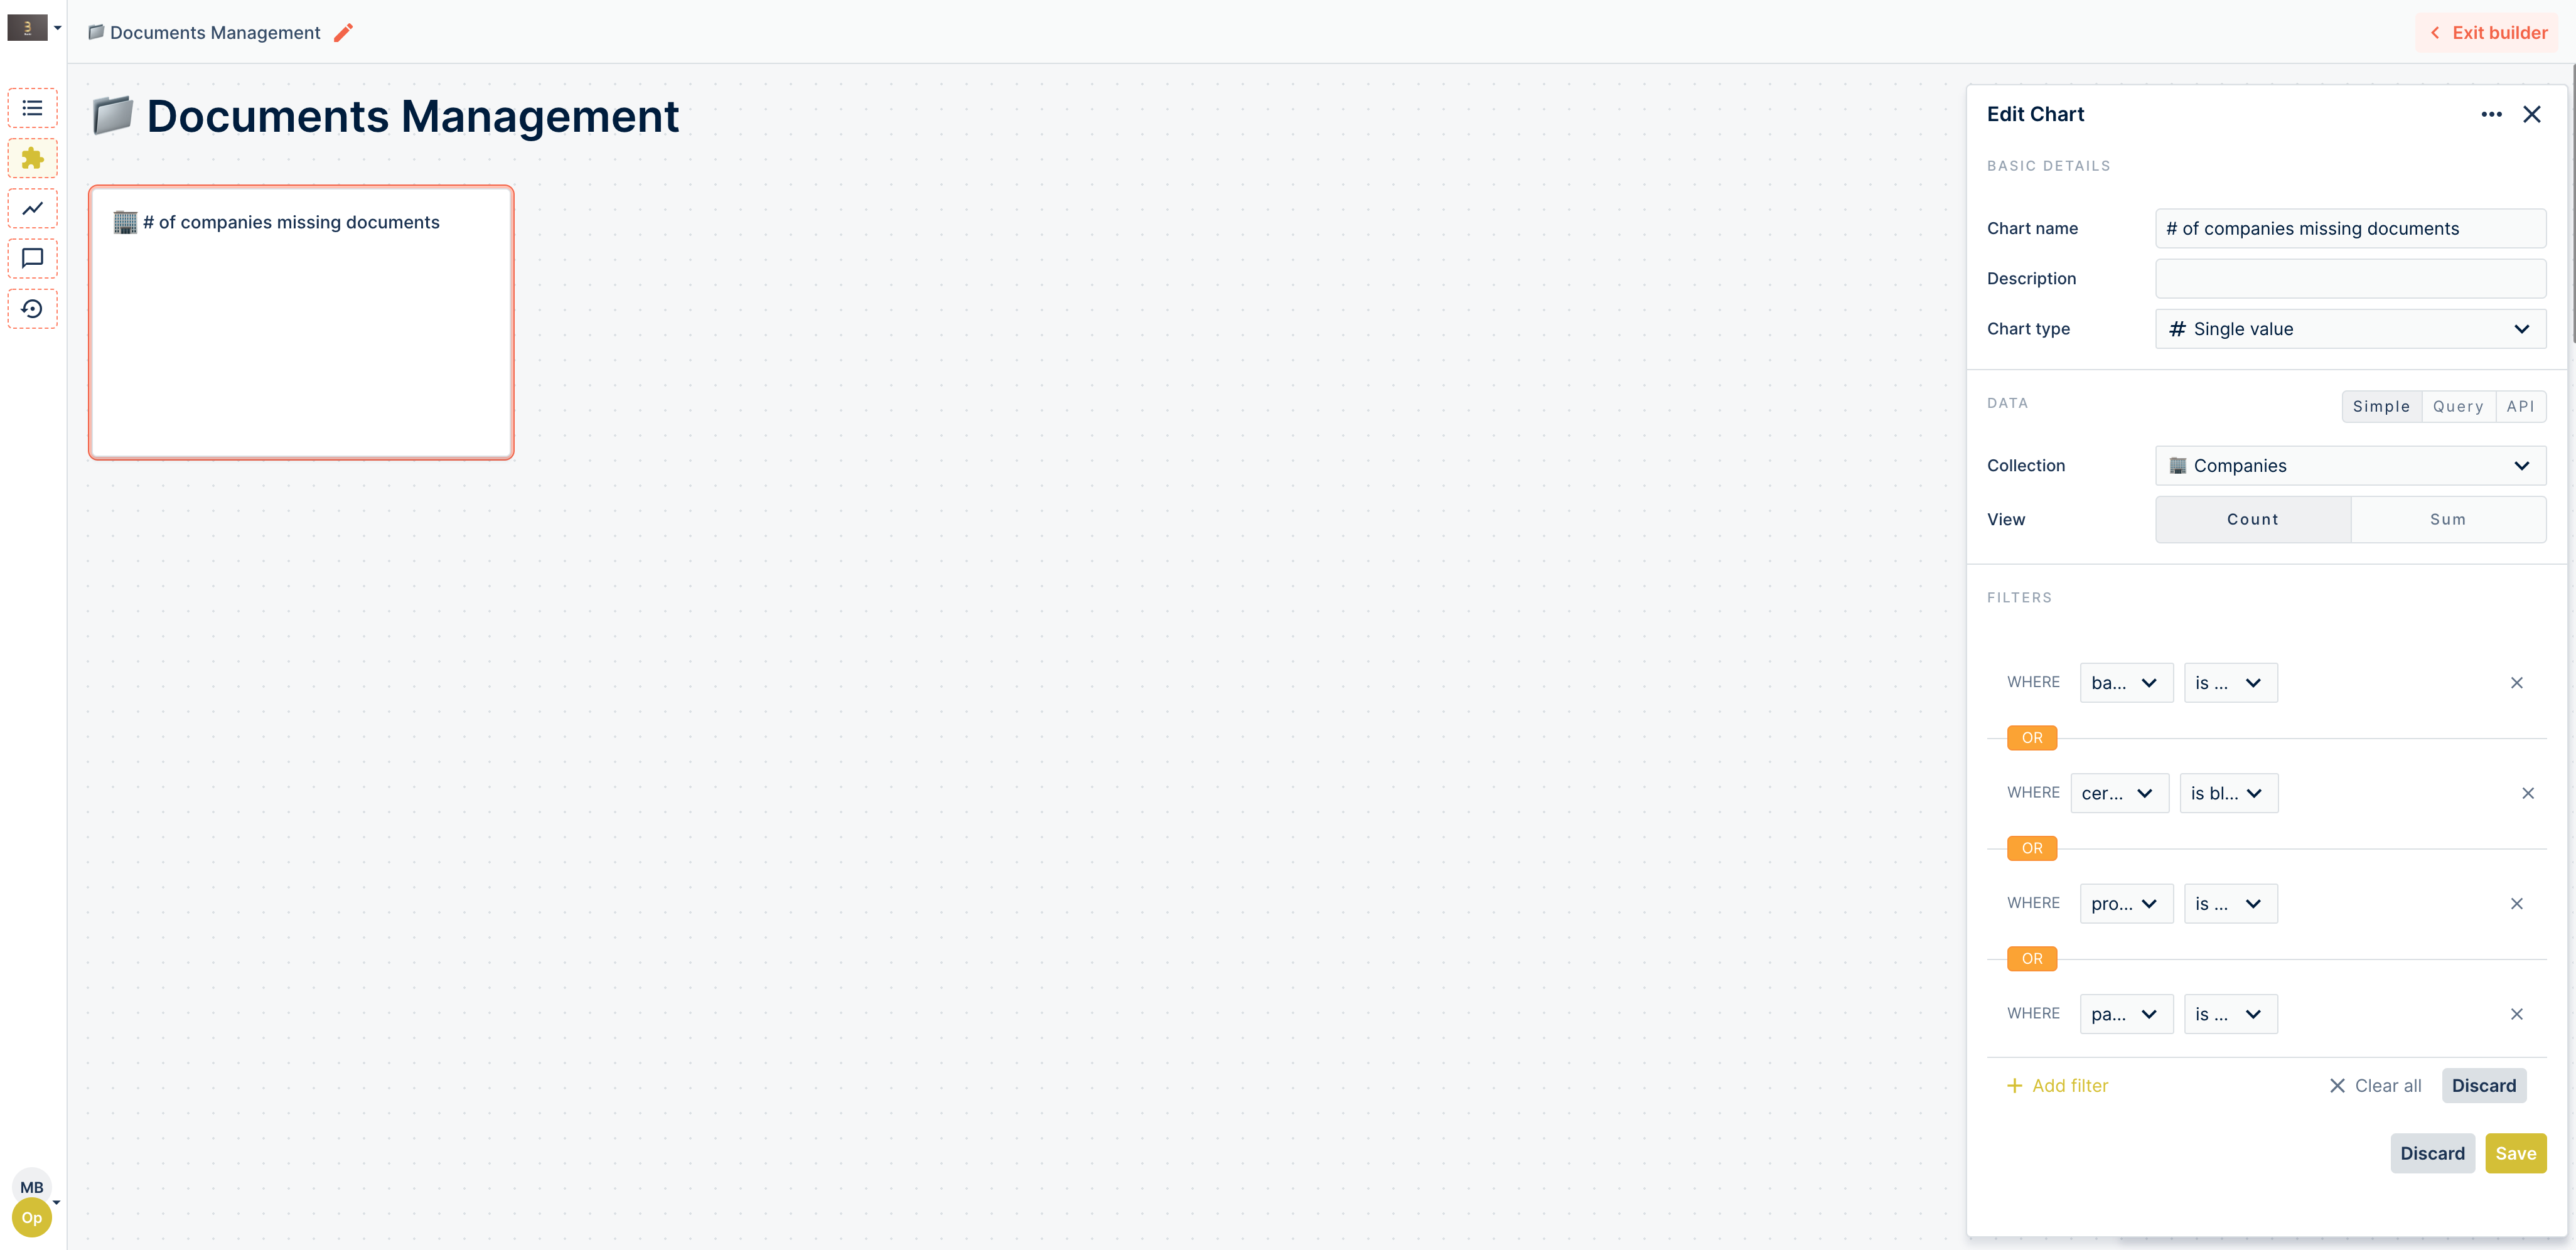 Documents Management
Exit builder
Documents Management
# of companies missing documents
Edit Chart
BASIC DETAILS
Chart name
# of companies missing documents
Description
Chart type
# Single value
DATA
Simple Query API
Collection
Companies
View
Count Sum
FILTERS
WHERE ba... is ...
OR
WHERE cer... is bl...
OR
WHERE pro... is ...
OR
WHERE pa... is ...
+ Add filter
Clear all
Discard
Discard
Save
MB
Op